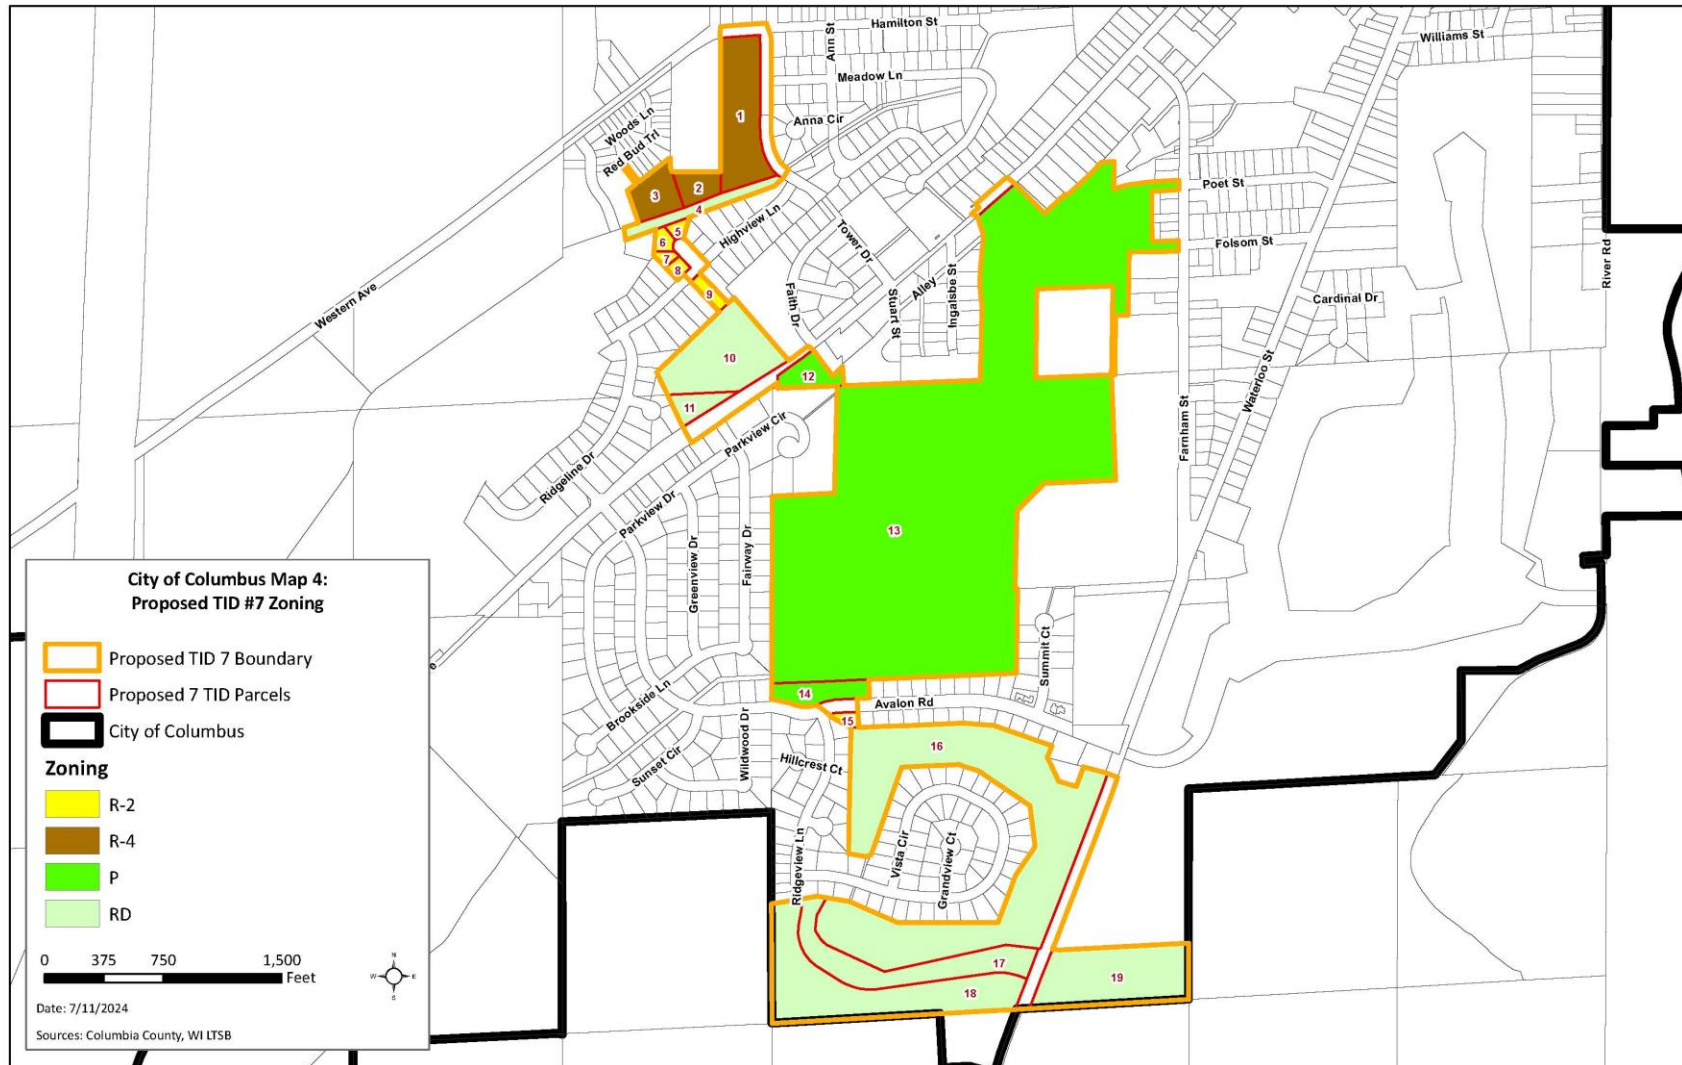 Hamilton St
Ann St
Williams St
Meadow Ln
Woods Ln
Anna Cir
Red Bud Trl
1
2
3
4
Poet St
Highview Ln
Tower Dr
5
6
7
8
9
Folsom St
River Rd
Alley
Ingalsbe St
Stuart St
Faith Dr
Western Ave
Cardinal Dr
10
12
11
Waterloo St
Farnham St
Parkview Cir
Ridgeline Dr
Parkview Dr
Fairway Dr
Greenview Dr
13
City of Columbus Map 4:
Proposed TID #7 Zoning
Proposed TID 7 Boundary
Proposed 7 TID Parcels
City of Columbus
Zoning
R-2
R-4
P
RD
0 375 750 1,500
Feet
N
W E
S
Date: 7/11/2024
Sources: Columbia County, WI LTSB
e
Summit Ct
14
Brookside Ln
Avalon Rd
15
Wildwood Dr
16
Sunset Cir
Hillcrest Ct
Ridgeview Ln
Vista Cir
Grandview Ct
17
18
19